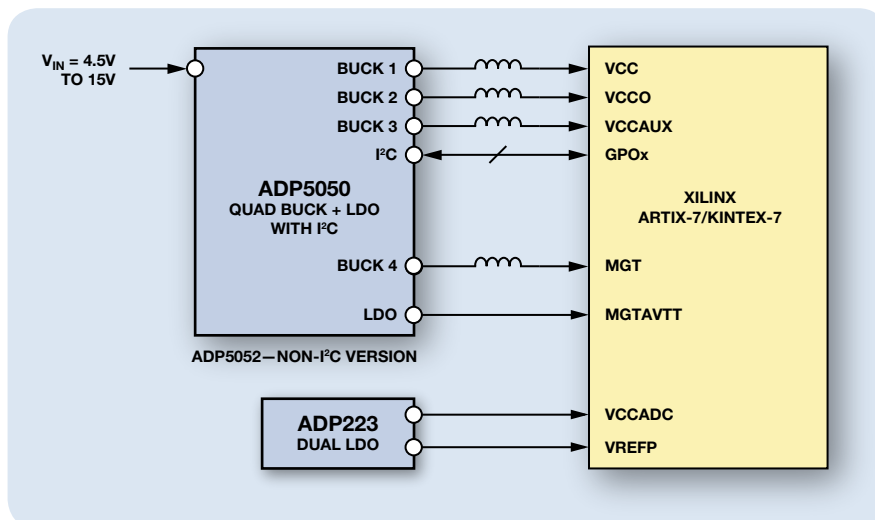 V_IN = 4.5V
TO 15V
BUCK 1
BUCK 2
BUCK 3
I²C
ADP5050
QUAD BUCK + LDO
WITH I²C
BUCK 4
LDO
ADP5052—NON-I²C VERSION
ADP223
DUAL LDO
VCC
VCCO
VCCAUX
GPOx
XILINX
ARTIX-7/KINTEX-7
MGT
MGTAVTT
VCCADC
VREFP